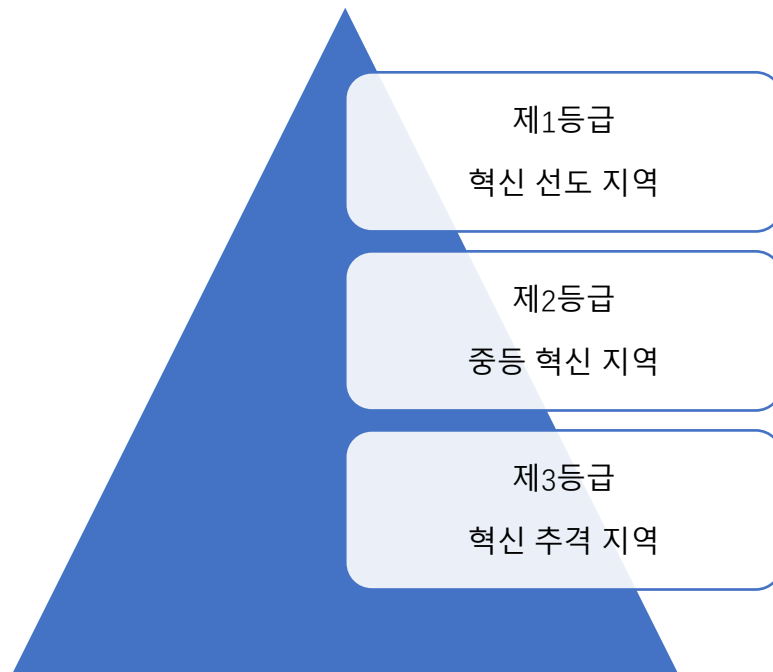 제1등급
혁신 선도 지역
제2등급
중등 혁신 지역
제3등급
혁신 추격 지역